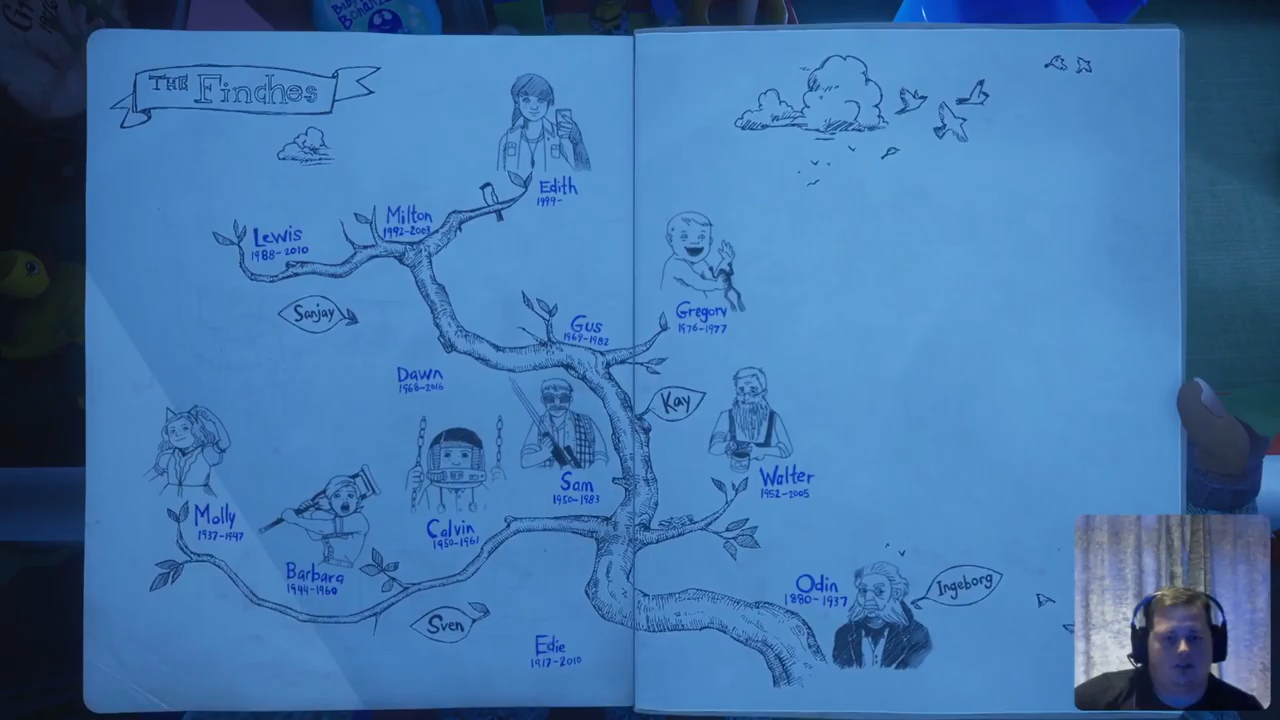 THE Finches
Edith
1999-
Milton
1992-2003
Lewis
1988-2010
Sanjay
Gregory
1976-1977
Gus
1969-1982
Dawn
1968-2016
Kay
Sam
1950-1983
Walter
1952-2005
Calvin
1950-1961
Molly
1937-1947
Barbara
1944-1960
Sven
Edie
1917-2010
Odin
1880-1937
Ingeborg